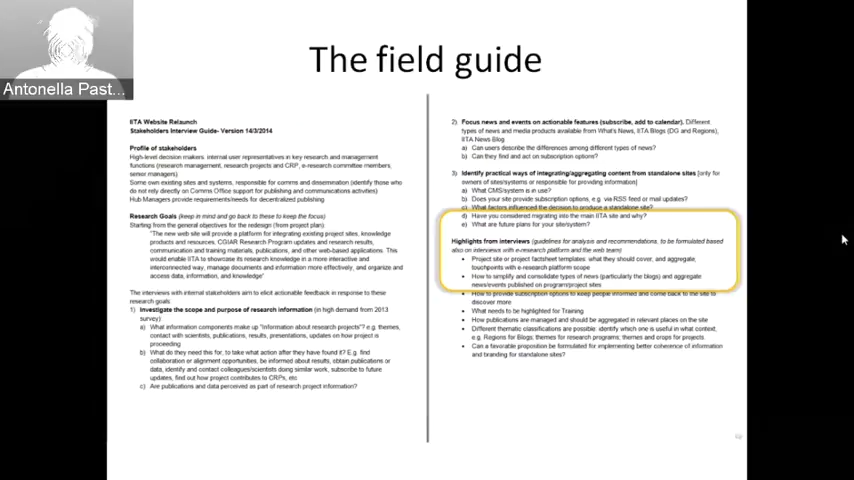 The field guide
Antonella Past...
IITA Website Relaunch
Stakeholders Interview Guide- Version 14/3/2014
Profile of stakeholders
High-level decision makers: internal user representatives in key research and management
functions (research management, research projects and CRP, e-research committee members,
senior managers)
Some own existing sites and systems, responsible for comms and dissemination (identify those who
do not rely directly on Comms Office support for publishing and communications activities)
Hub Managers provide requirements/needs for decentralized publishing
Research Goals (keep in mind and go back to these to keep the focus)
Starting from the general objectives for the redesign (from project plan)
"The new web site will provide a platform for integrating existing project sites, knowledge
products and resources, CGIAR Research Program updates and research results,
communication and training materials, publications, and other web-based applications. This
would enable IITA to showcase its research knowledge in a more interactive and
interconnected way, manage documents and information more effectively, and organize and
access data, information, and knowledge"
The interviews with internal stakeholder aim to elicit actionable feedback in response to these
research goals:
1) Investigate the scope and purpose of research information (in high demand from 2013
survey):
a) What information components make up "Information about research projects"? e.g. themes,
contact with scientists, publications, results, presentations, updates on how project is
proceeding
b) What do they need this for, to take what action after they have found it? E.g. find
collaboration or alignment opportunities, be informed about results, obtain publications or
data, identify and contact colleagues/scientists doing similar work, subscribe to future
updates, find out how project contributes to CRPs, etc
c) Are publications and data perceived as part of research project information?
2) Focus news and events on actionable features (subscribe, add to calendar). Different
types of news and media products available from What's News, IITA Blogs (DG and Regions),
IITA News Blog
a) Can users describe the differences among different types of news?
b) Can they find and act on subscription options?
3) Identify practical ways of integrating/aggregating content from standalone sites [only for
owners of sites/systems or responsible for providing information]
a) What CMS/system is in use?
b) Does your site provide subscription options, e.g. via RSS feed or mail updates?
c) What factors influenced the decision to produce a standalone site?
d) Have you considered migrating into the main IITA site and why?
e) What are future plans for your site/system?
Highlights from interviews (guidelines for analysis and recommendations, to be formulated based
also on interviews with e-research platform and the web team)
• Project site or project factsheet templates: what they should cover, and aggregate,
touchpoints with e-research platform scope
• How to simplify and consolidate types of news (particularly the blogs) and aggregate
news/events published on program/project sites
• How to provide subscription options to keep people informed and come back to the site to
discover more
• What needs to be highlighted for Training
• How publications are managed and should be aggregated in relevant places on the site
• Different thematic classifications are possible: identify which one is useful in what context,
e.g. Regions for Blogs; themes for research programs; themes and crops for projects
• Can a favorable proposition be formulated for implementing better coherence of information
and branding for standalone sites?